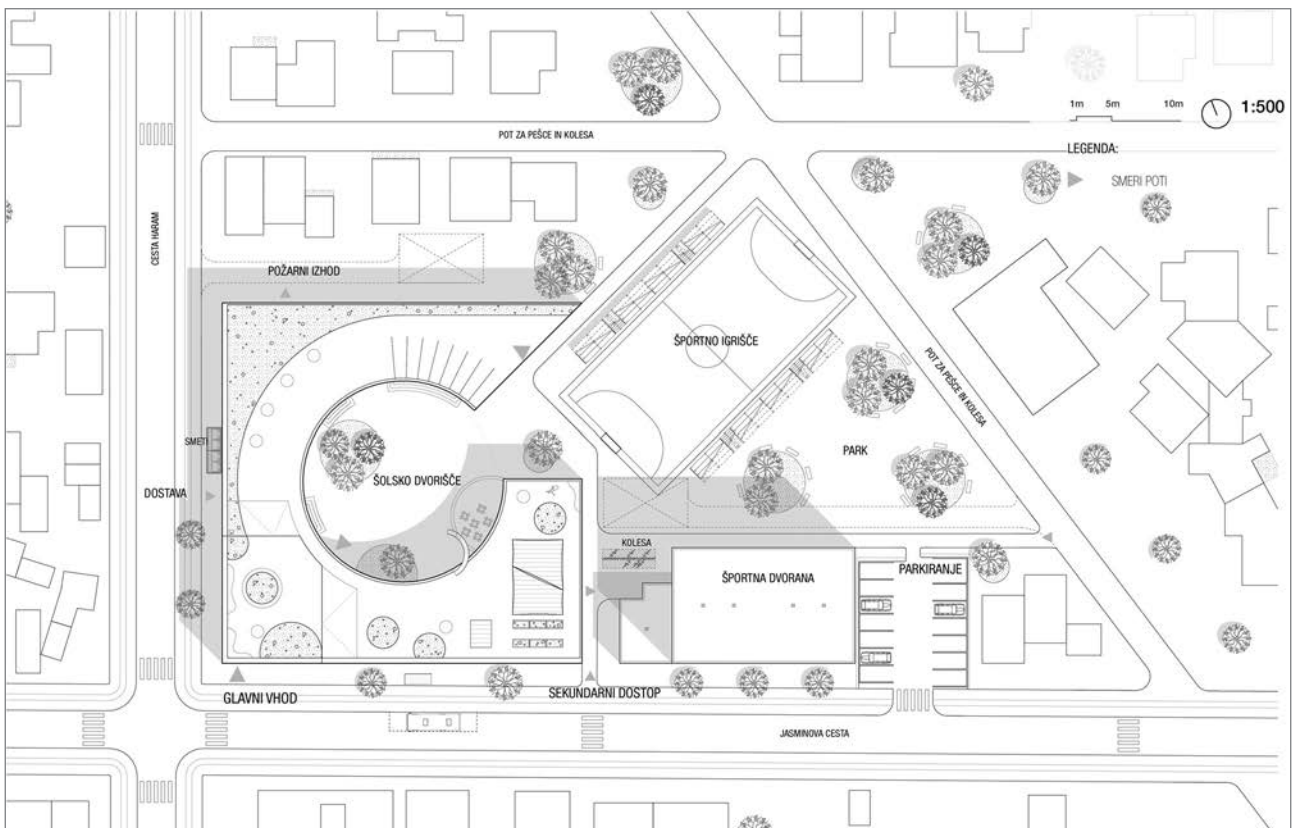 1m 5m 10m 1:500
POT ZA PEŠCE IN KOLESA
LEGENDA:
SMERI POTI
CESTA HARAM
POŽARNI IZHOD
ŠPORTNO IGRIŠČE
POT ZA PEŠCE IN KOLESA
SMETI
PARK
ŠOLSKO DVORIŠČE
DOSTAVA
KOLESA
PARKIRANJE
ŠPORTNA DVORANA
GLAVNI VHOD
SEKUNDARNI DOSTOP
JASMINOVA CESTA